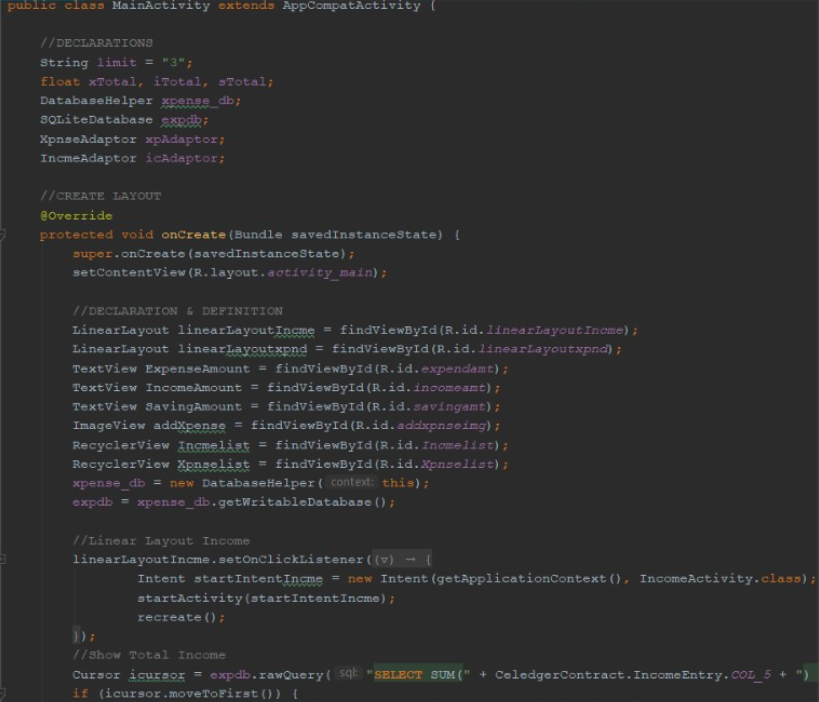 public class MainActivity extends AppCompatActivity {
//DECLARATIONS
String limit = "3";
float xTotal, iTotal, sTotal;
DatabaseHelper xpense_db;
SQLiteDatabase expdb;
XpnseAdaptor xpAdaptor;
IncmeAdaptor icAdaptor;
//CREATE LAYOUT
@Override
protected void onCreate(Bundle savedInstanceState) {
super.onCreate(savedInstanceState);
setContentView(R.layout.activity_main);
//DECLARATION & DEFINITION
LinearLayout linearLayoutIncme = findViewById(R.id.linearLayoutIncme);
LinearLayout linearLayoutxpnd = findViewById(R.id.linearLayoutxpnd);
TextView ExpenseAmount = findViewById(R.id.expendamt);
TextView IncomeAmount = findViewById(R.id.incomeamt);
TextView SavingAmount = findViewById(R.id.savingamt);
ImageView addXpense = findViewById(R.id.addxpnseimg);
RecyclerView Incmelist = findViewById(R.id.Incmelist);
RecyclerView Xpnselist = findViewById(R.id.Xpnselist);
xpense_db = new DatabaseHelper( context: this);
expdb = xpense_db.getWritableDatabase();
//Linear Layout Income
linearLayoutIncme.setOnClickListener((v) → {
Intent startIntentIncme = new Intent(getApplicationContext(), IncomeActivity.class);
startActivity(startIntentIncme);
recreate();
});
//Show Total Income
Cursor icursor = expdb.rawQuery( sql: "SELECT SUM(" + CeledgerContract.IncomeEntry.COL_5 + ")
if (icursor.moveToFirst()) {